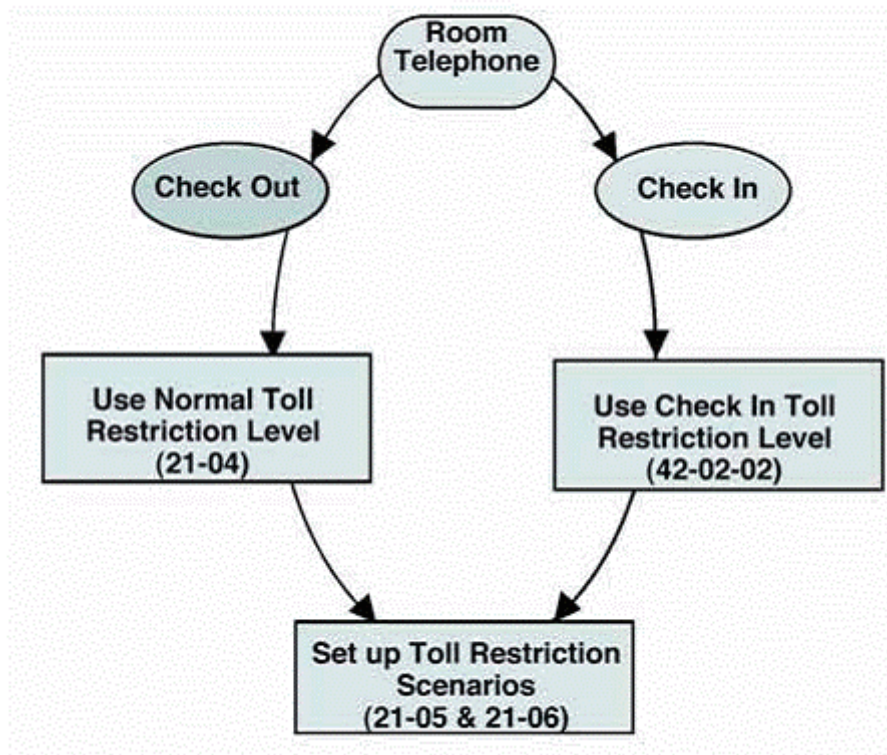 Room
Telephone
Check Out
Check In
Use Normal Toll
Restriction Level
(21-04)
Use Check In Toll
Restriction Level
(42-02-02)
Set up Toll Restriction
Scenarios
(21-05 & 21-06)